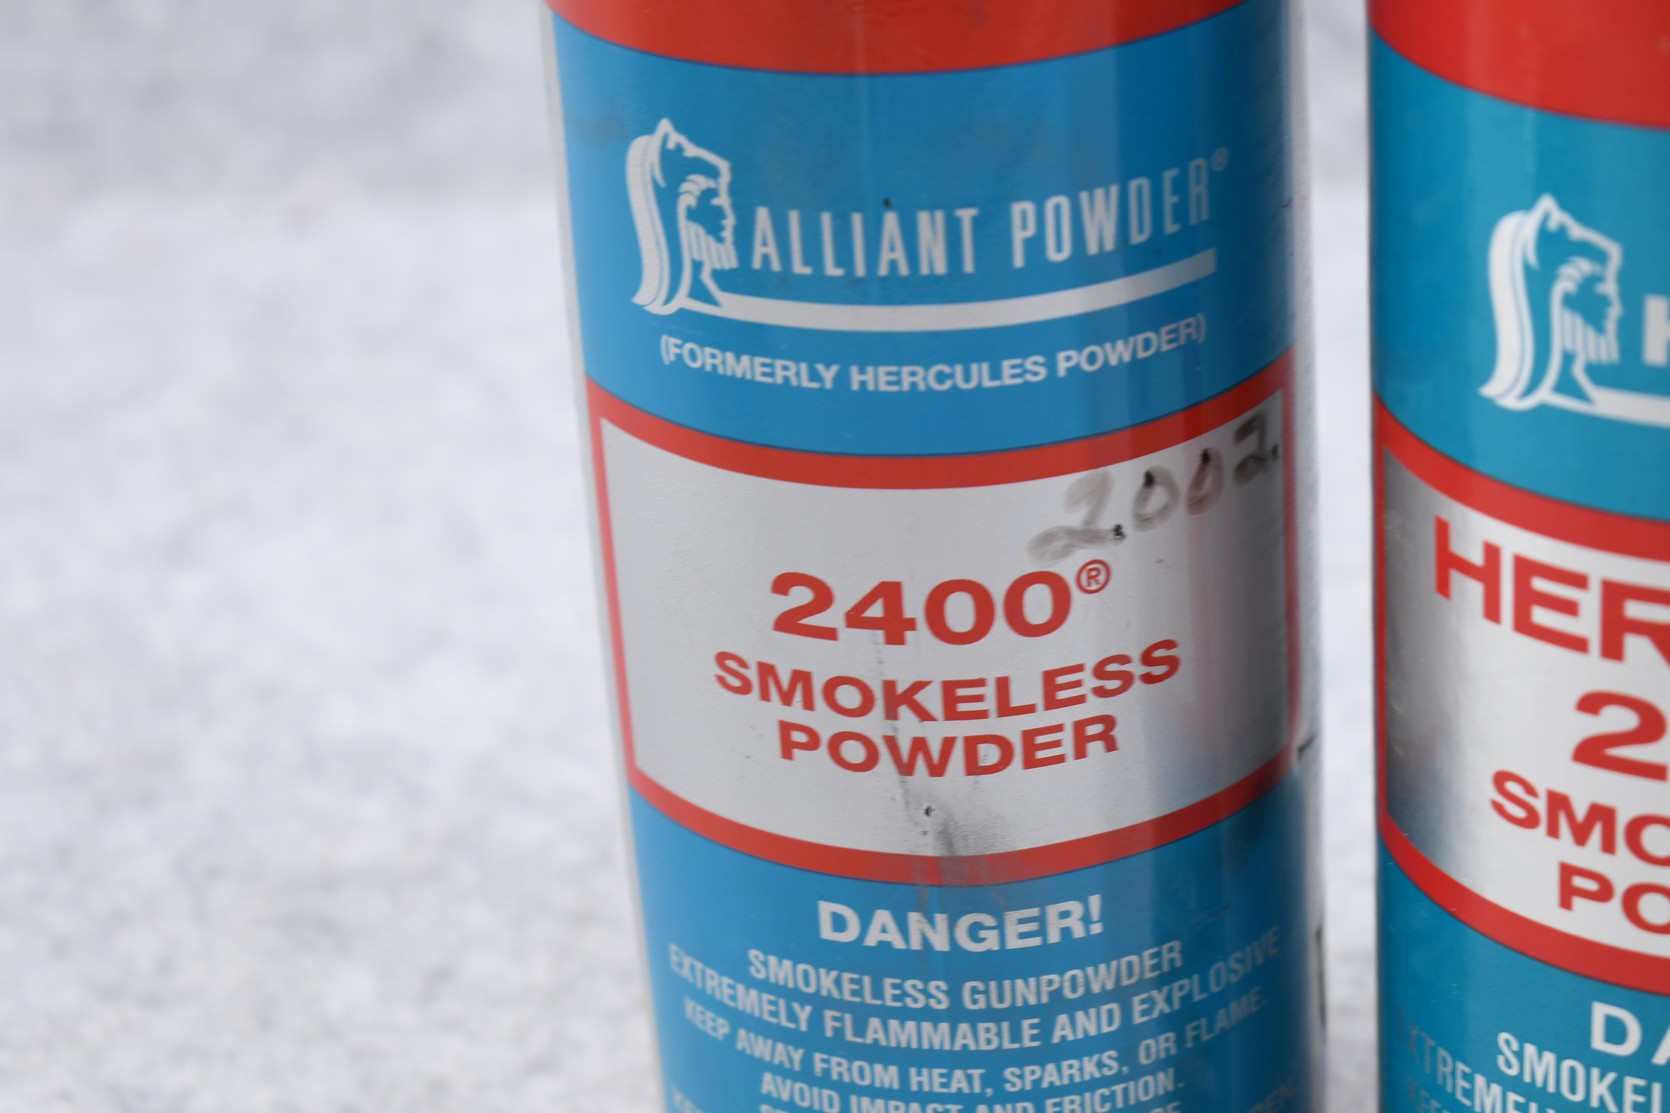 ALLIANT POWDER®
(FORMERLY HERCULES POWDER)
2002.
2400®
SMOKELESS
POWDER
DANGER!
SMOKELESS GUNPOWDER
EXTREMELY FLAMMABLE AND EXPLOSIVE
KEEP AWAY FROM HEAT, SPARKS, OR FLAME.
AVOID IMPACT AND FRICTION.
H
HER
2
SMO
PO
DA
SMOKEL
EXTREMEL